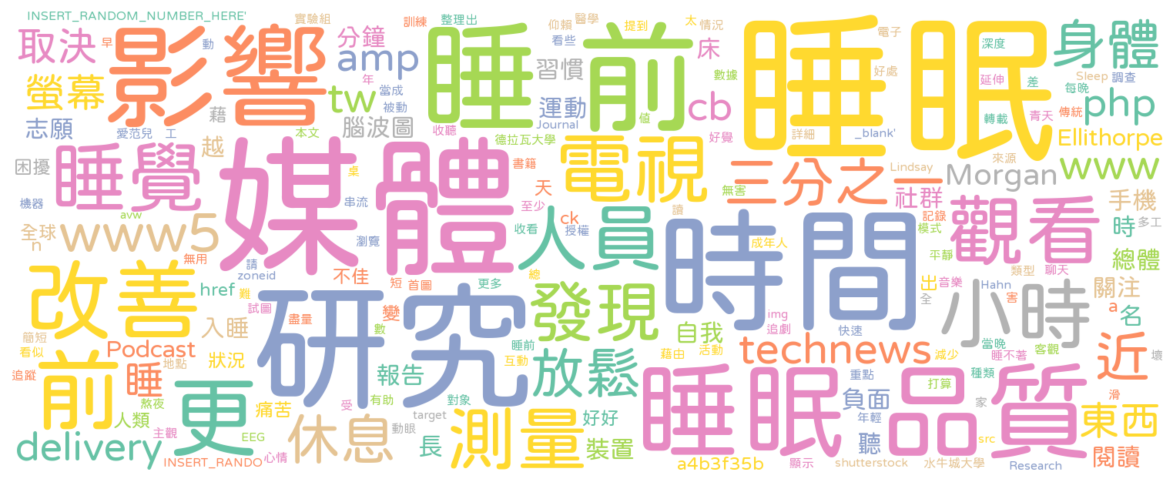 INSERT_RANDOM_NUMBER_HERE'
實驗組
訓練
整理出
仰賴
醫學
提到
太
情況
取決
早
影響
動
分鐘
看些
睡前
床
電子
睡眠
深度
身體
螢幕
amp
習慣
數據
好處
延伸
差
Sleep
調查
年
當成
tw
被動
運動
cb
值
每晚
php
轉載
青天
傳統
志願
愛范兒
工
藉
本文
腦波圖
收聽
Journal
德拉瓦大學
好覺
詳細
_blank'
Ellithorpe
越
困擾
睡覺
媒體
書籍
電視
三分之一
Lindsay
來源
www
桌
天
無害
社群
Morgan
手機
機器
串流
至少
ck
授權
人員
讀
記錄
模式
觀看
時
多工
avw
全球
n
www5
瀏覽
收看
成年人
時間
平靜
無用
請
不佳
短
首圖
更多
總
類型
聊天
總體
改善
zoneid
href
難
試圖
盡量
變
數
發現
img
追劇
出
音樂
全
Hahn
小時
害
關注
a
名
簡短
入睡
研究
自我
快速
看似
Podcast
狀況
睡前
互動
放鬆
藉由
活動
technews
減少
當晚
睡不著
客觀
近
壞
追蹤
前
睡
地點
報告
有助
對象
重點
打算
種類
滑
熬夜
更
痛苦
受
睡眠品質
負面
家
人類
主觀
EEG
休息
target
動眼
測量
好好
年輕
聽
src
東西
delivery
INSERT_RANDO
心情
長
裝置
a4b3f35b
顯示
shutterstock
水牛城大學
Research
閱讀